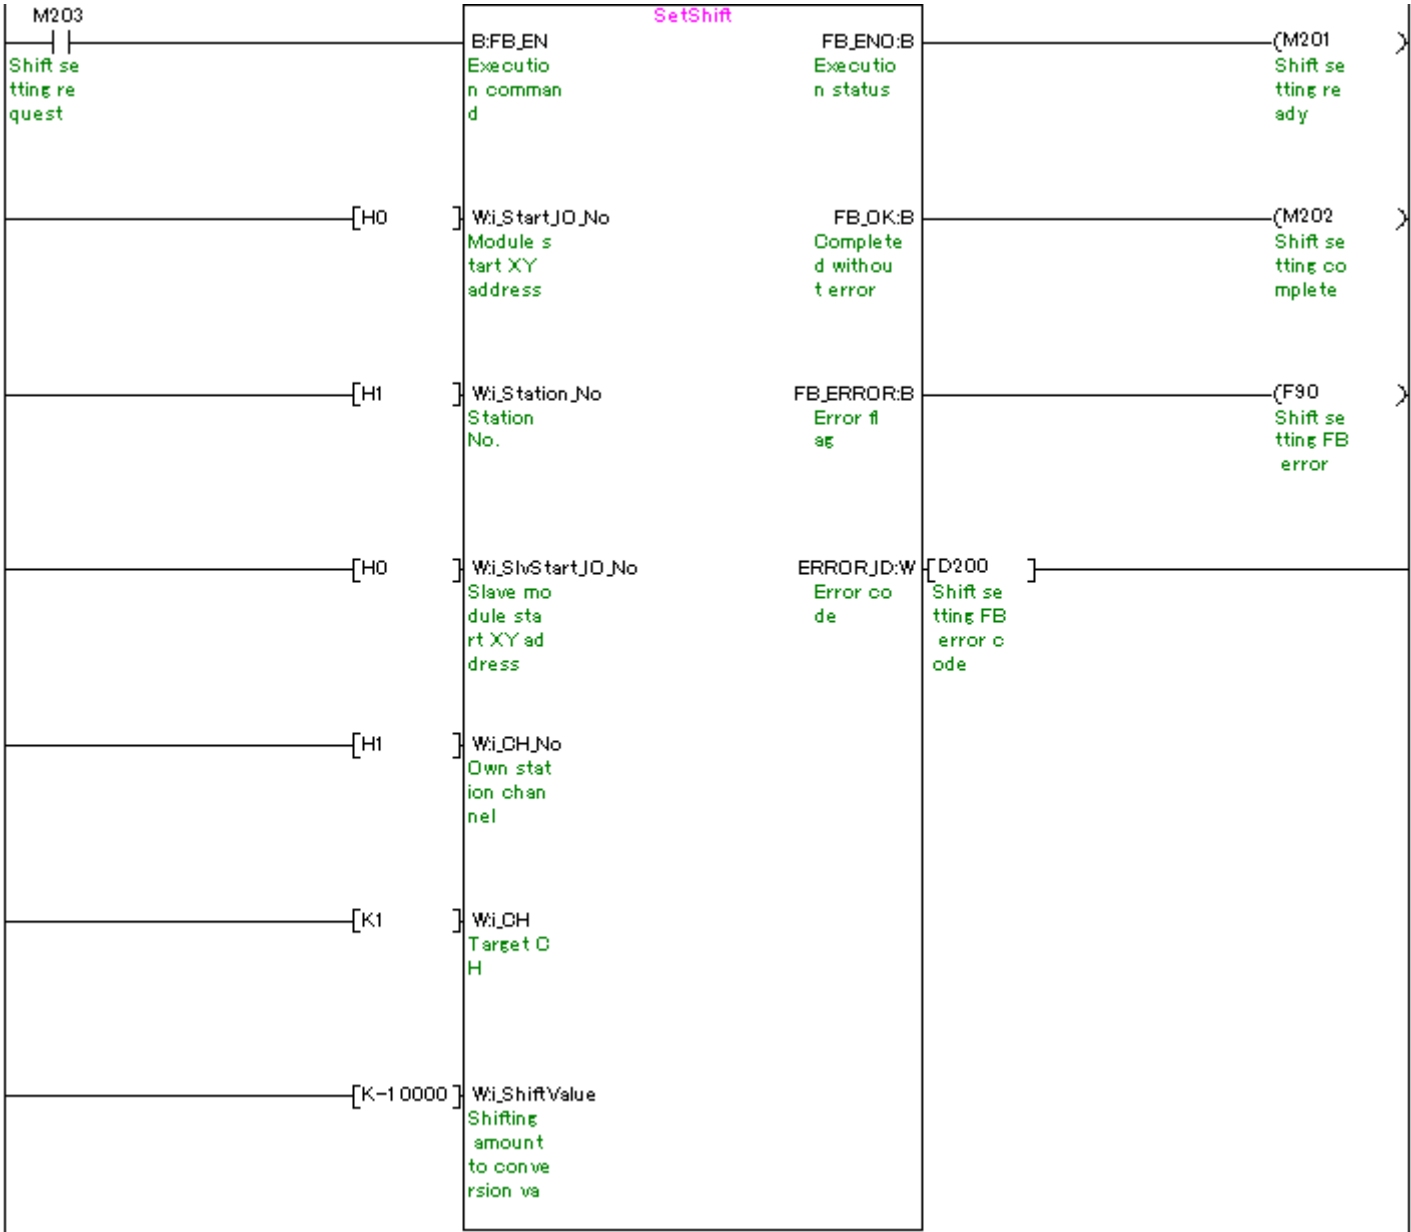 M203
SetShift
B:FB_EN
FB_ENO:B
(M201 )
Shift se
tting re
quest
Executio
n comman
d
Executio
n status
Shift se
tting re
ady
[H0 ]
W:i_Start_IO_No
FB_OK:B
(M202 )
Module s
tart XY
address
Complete
d withou
t error
Shift se
tting co
mplete
[H1 ]
W:i_Station_No
FB_ERROR:B
(F90 )
Station
No.
Error fl
ag
Shift se
tting FB
error
[H0 ]
W:i_SlvStart_IO_No
ERROR_ID:W
[D200 ]
Slave mo
dule sta
rt XY ad
dress
Error co
de
Shift se
tting FB
error c
ode
[H1 ]
W:i_CH_No
Own stat
ion chan
nel
[K1 ]
W:i_CH
Target C
H
[K-10000 ]
W:i_ShiftValue
Shifting
amount
to conve
rsion va